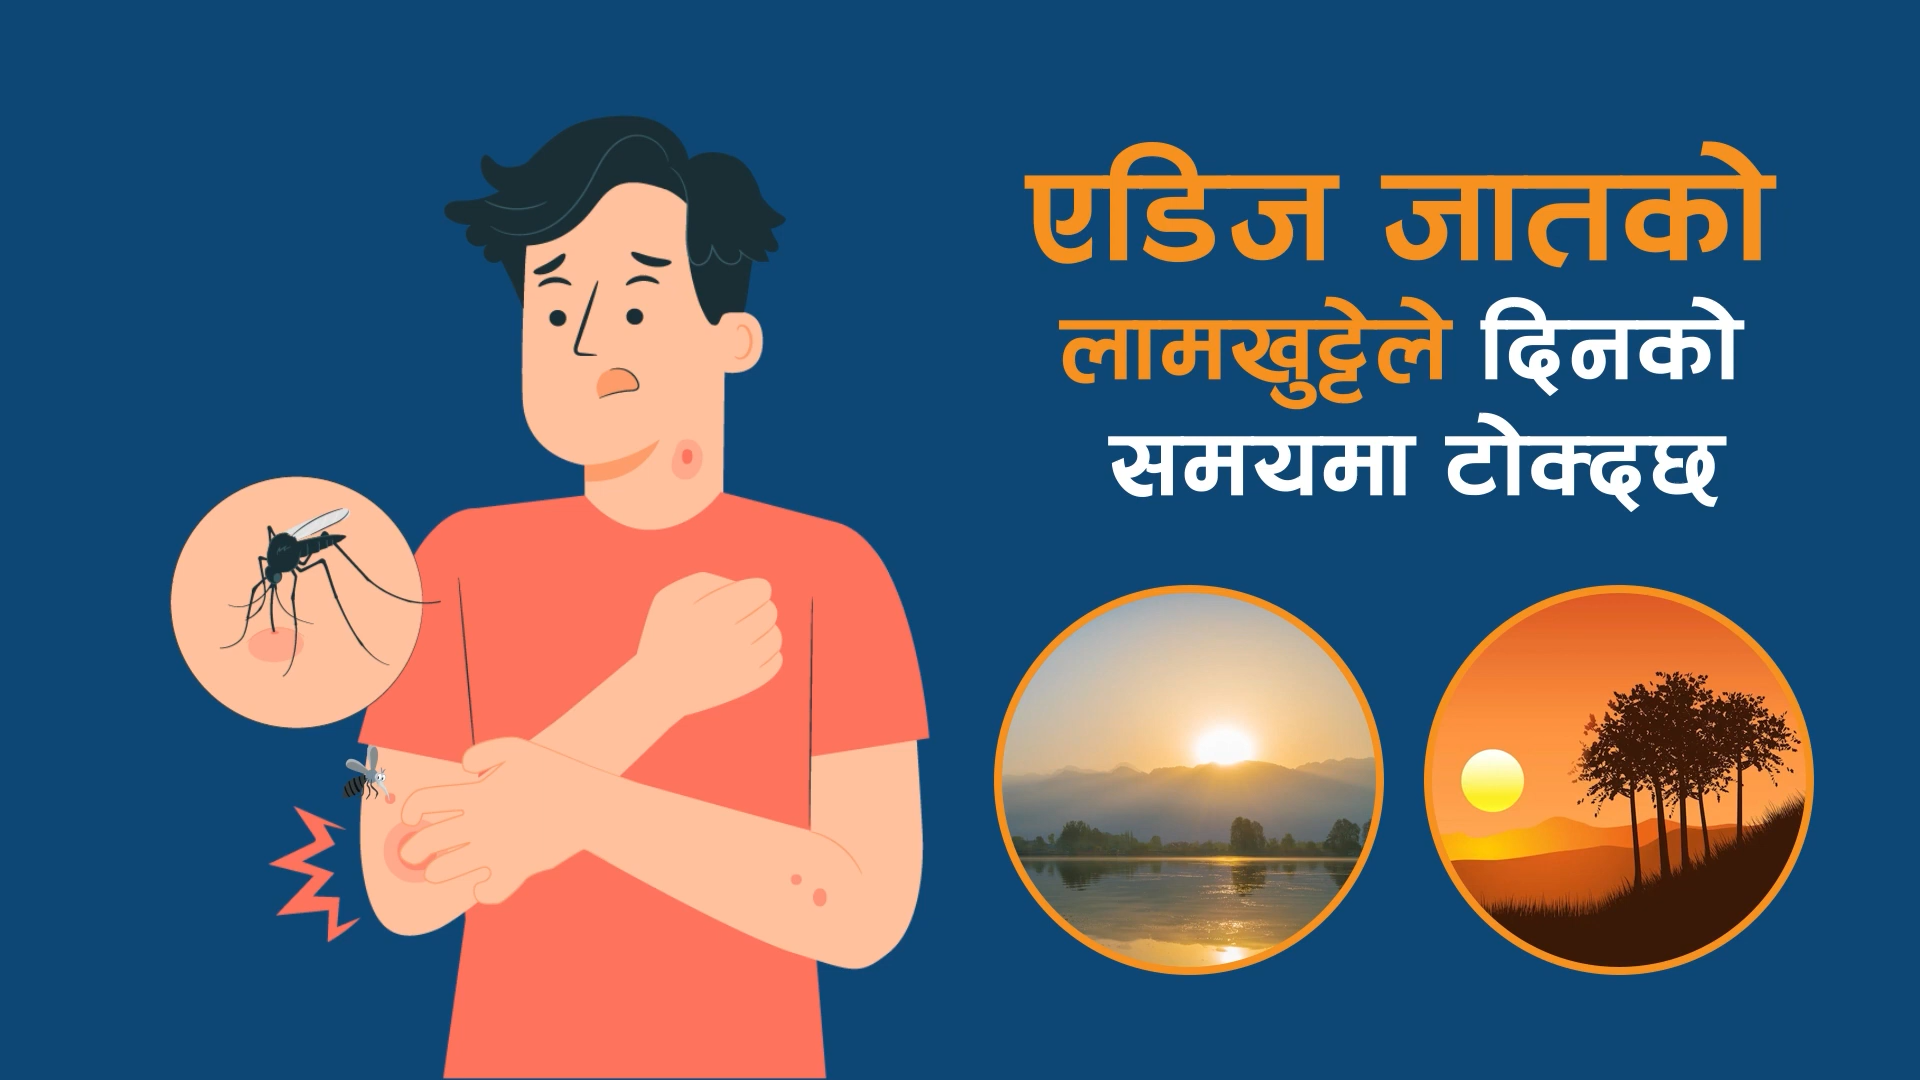 एडिज जातको
लामखुट्टेले दिनको
समयमा टोक्दछ